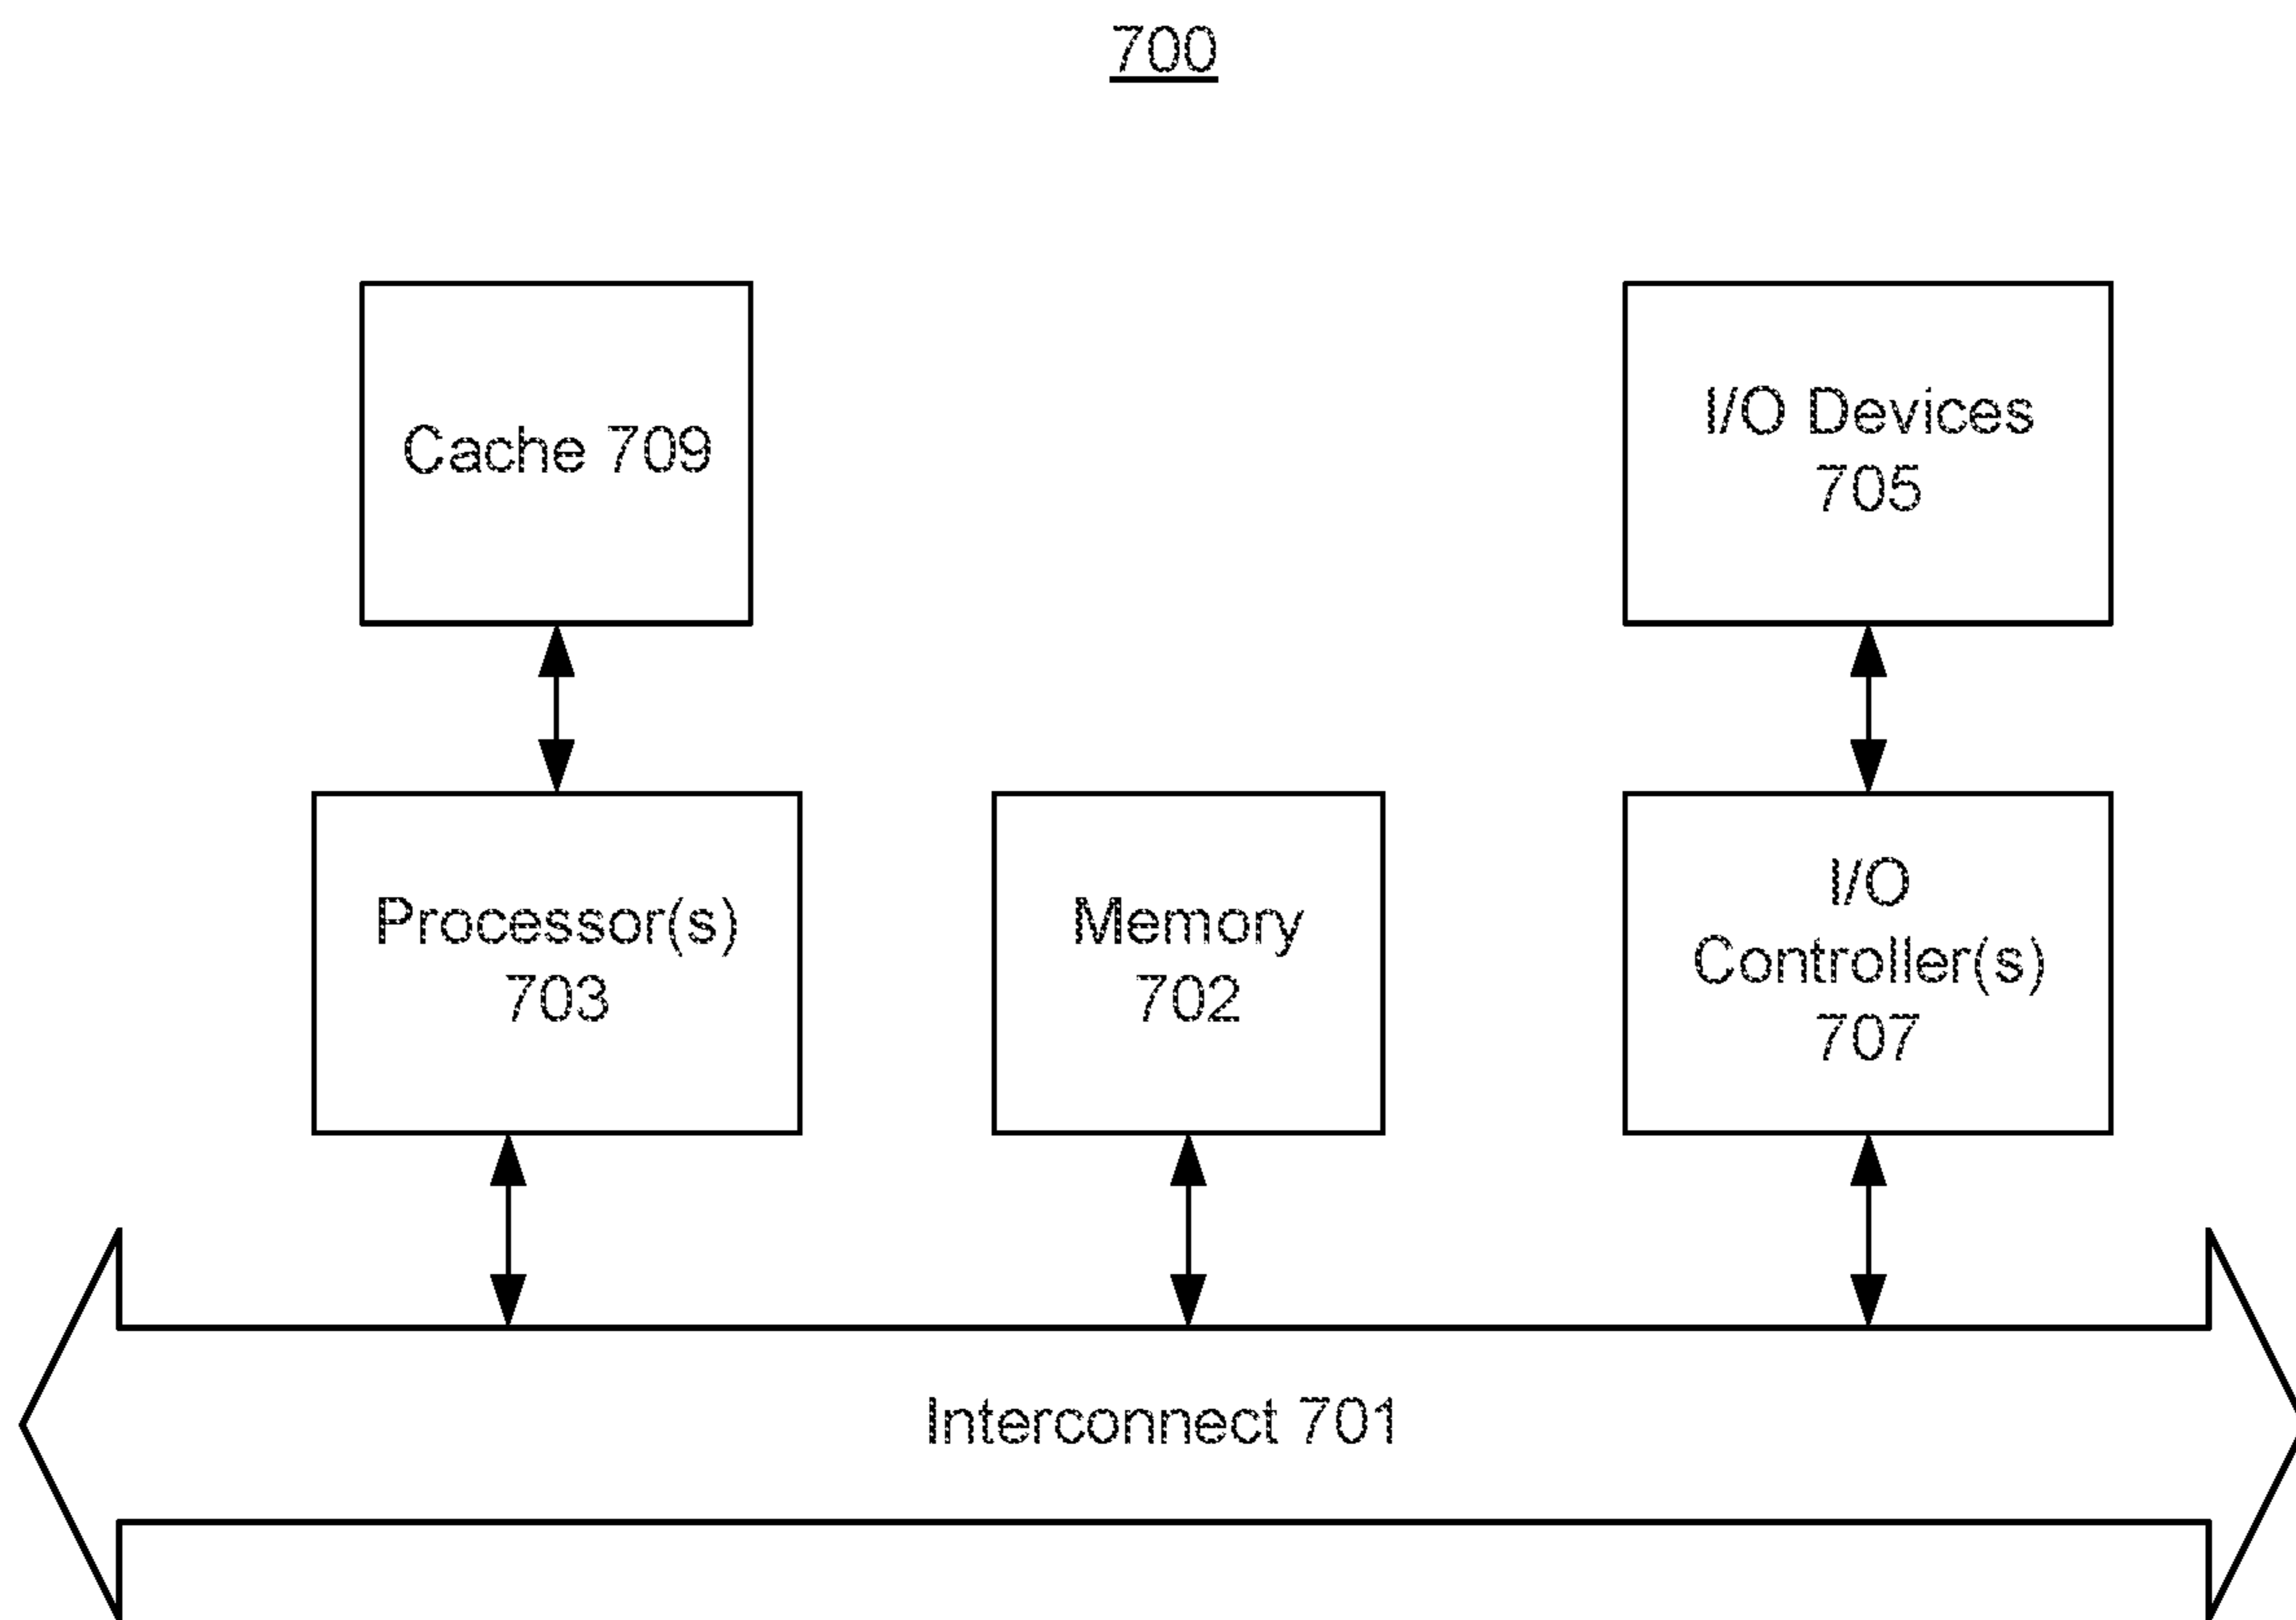 700
Cache 709
I/O Devices
705
Processor(s)
703
Memory
702
I/O
Controller(s)
707
Interconnect 701